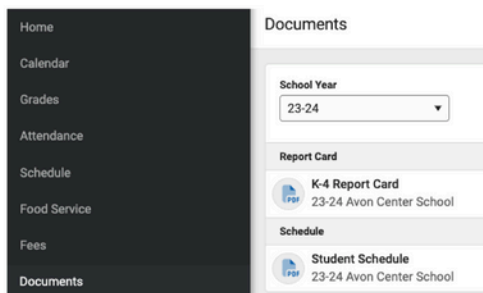 Home
Calendar
Grades
Attendance
Schedule
Food Service
Fees
Documents
Documents
School Year
23-24
Report Card
PDF
K-4 Report Card
23-24 Avon Center School
Schedule
PDF
Student Schedule
23-24 Avon Center School